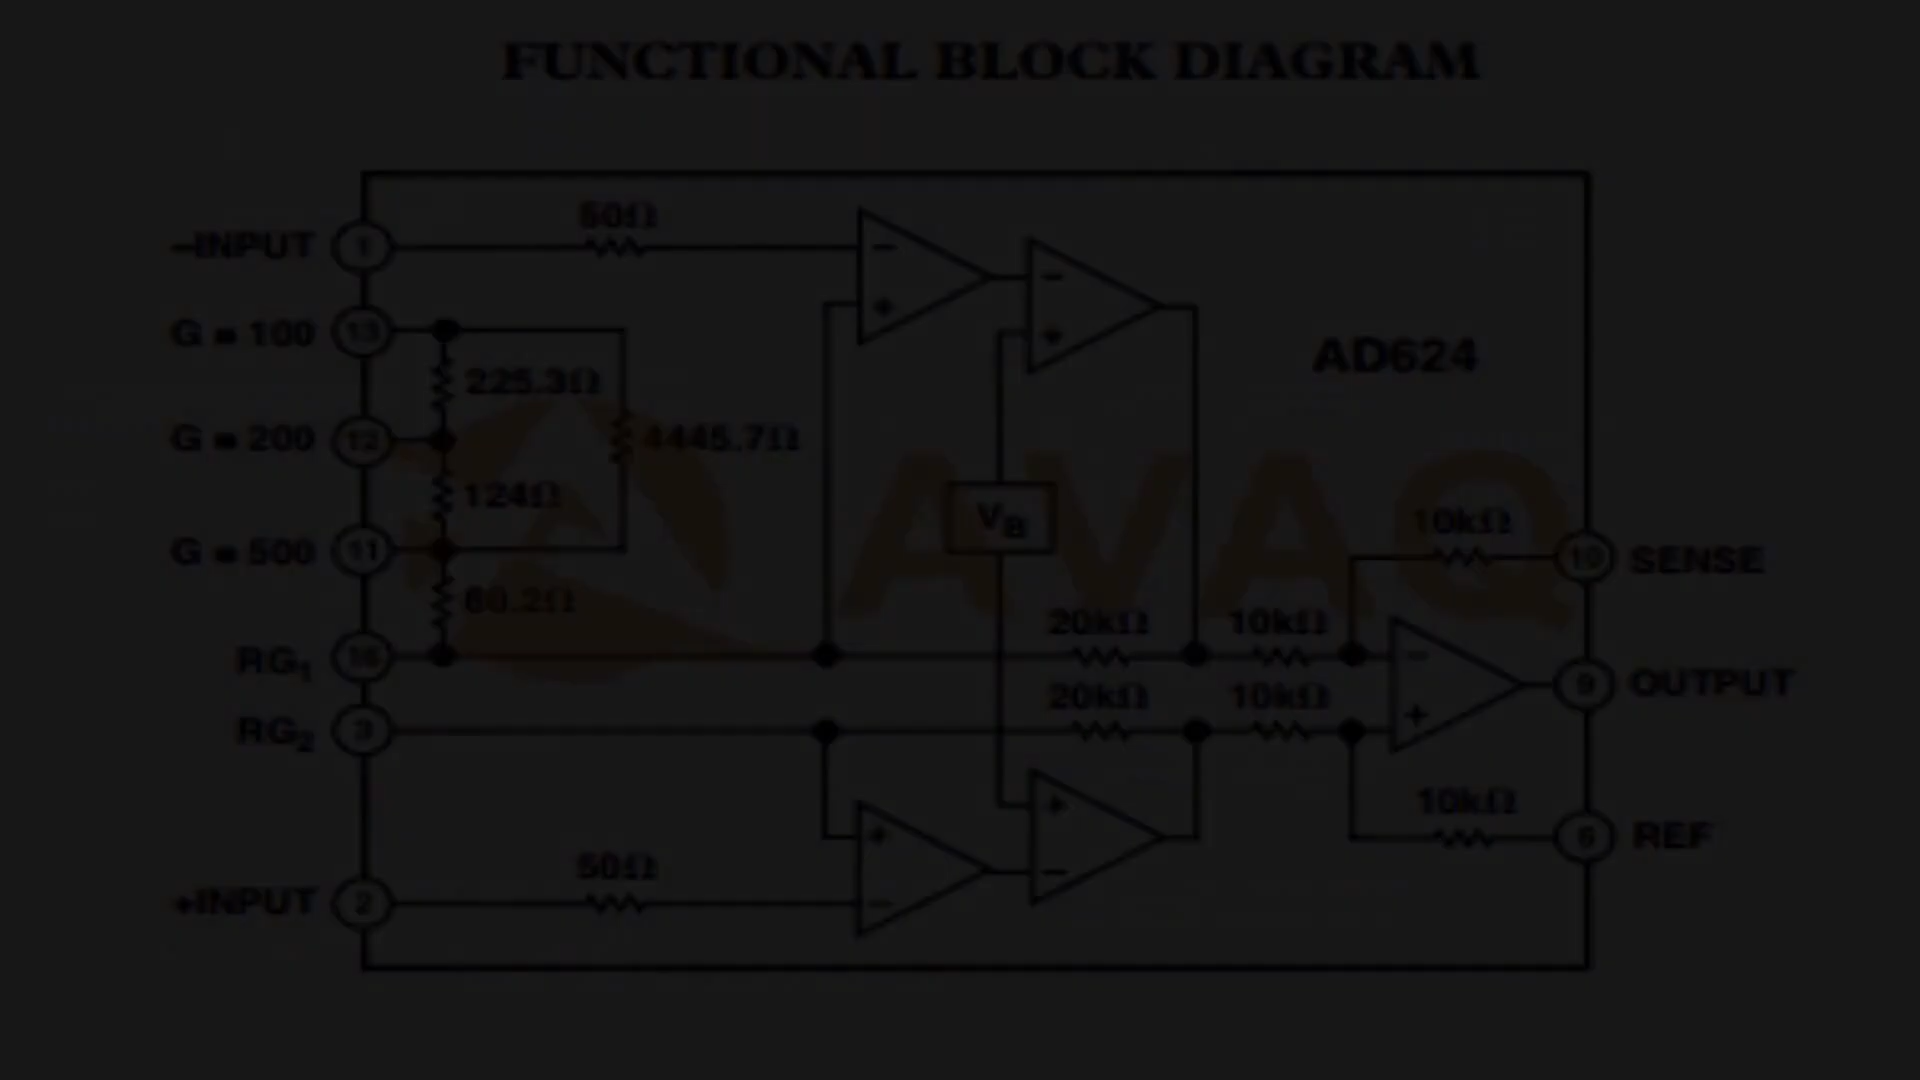 FUNCTIONAL BLOCK DIAGRAM
–INPUT 1 50Ω – –
G = 100 13 + +
AD624
225.3Ω
G = 200 12 4445.7Ω
124Ω VB 10kΩ
G = 500 11 10 SENSE
AVAQ
80.2Ω 20kΩ 10kΩ
RG1 16 –
9 OUTPUT
20kΩ 10kΩ
RG2 3 +
10kΩ
+ + 6 REF
50Ω –
+INPUT 2 –